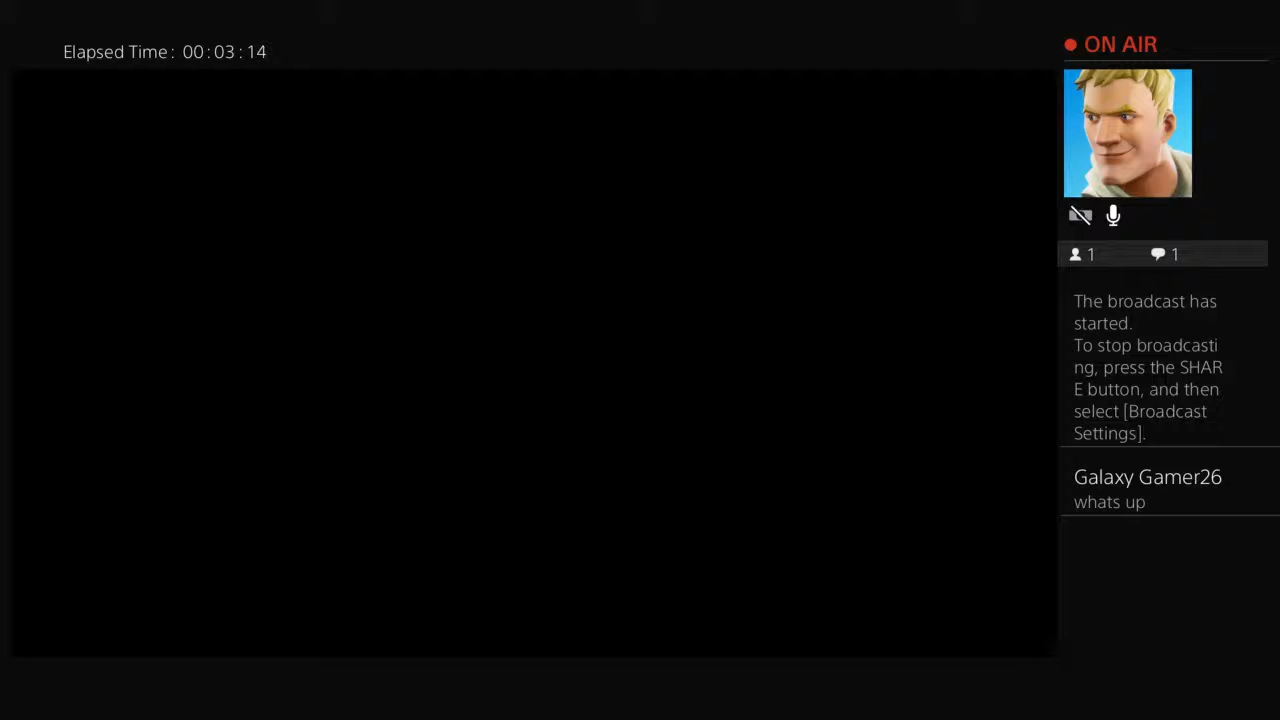 Elapsed Time: 00:03:14
ON AIR
1 1
The broadcast has
started.
To stop broadcasti
ng, press the SHAR
E button, and then
select [Broadcast
Settings].
Galaxy Gamer26
whats up